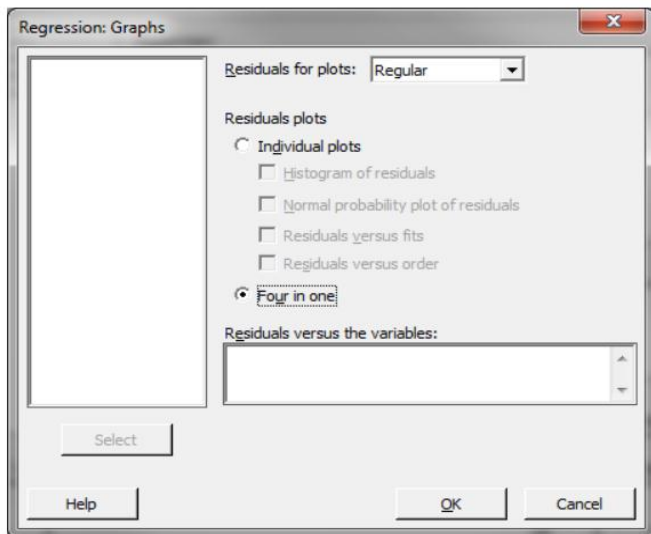 Regression: Graphs
Residuals for plots: Regular
Residuals plots
Individual plots
Histogram of residuals
Normal probability plot of residuals
Residuals versus fits
Residuals versus order
Four in one
Residuals versus the variables:
Select
Help OK Cancel